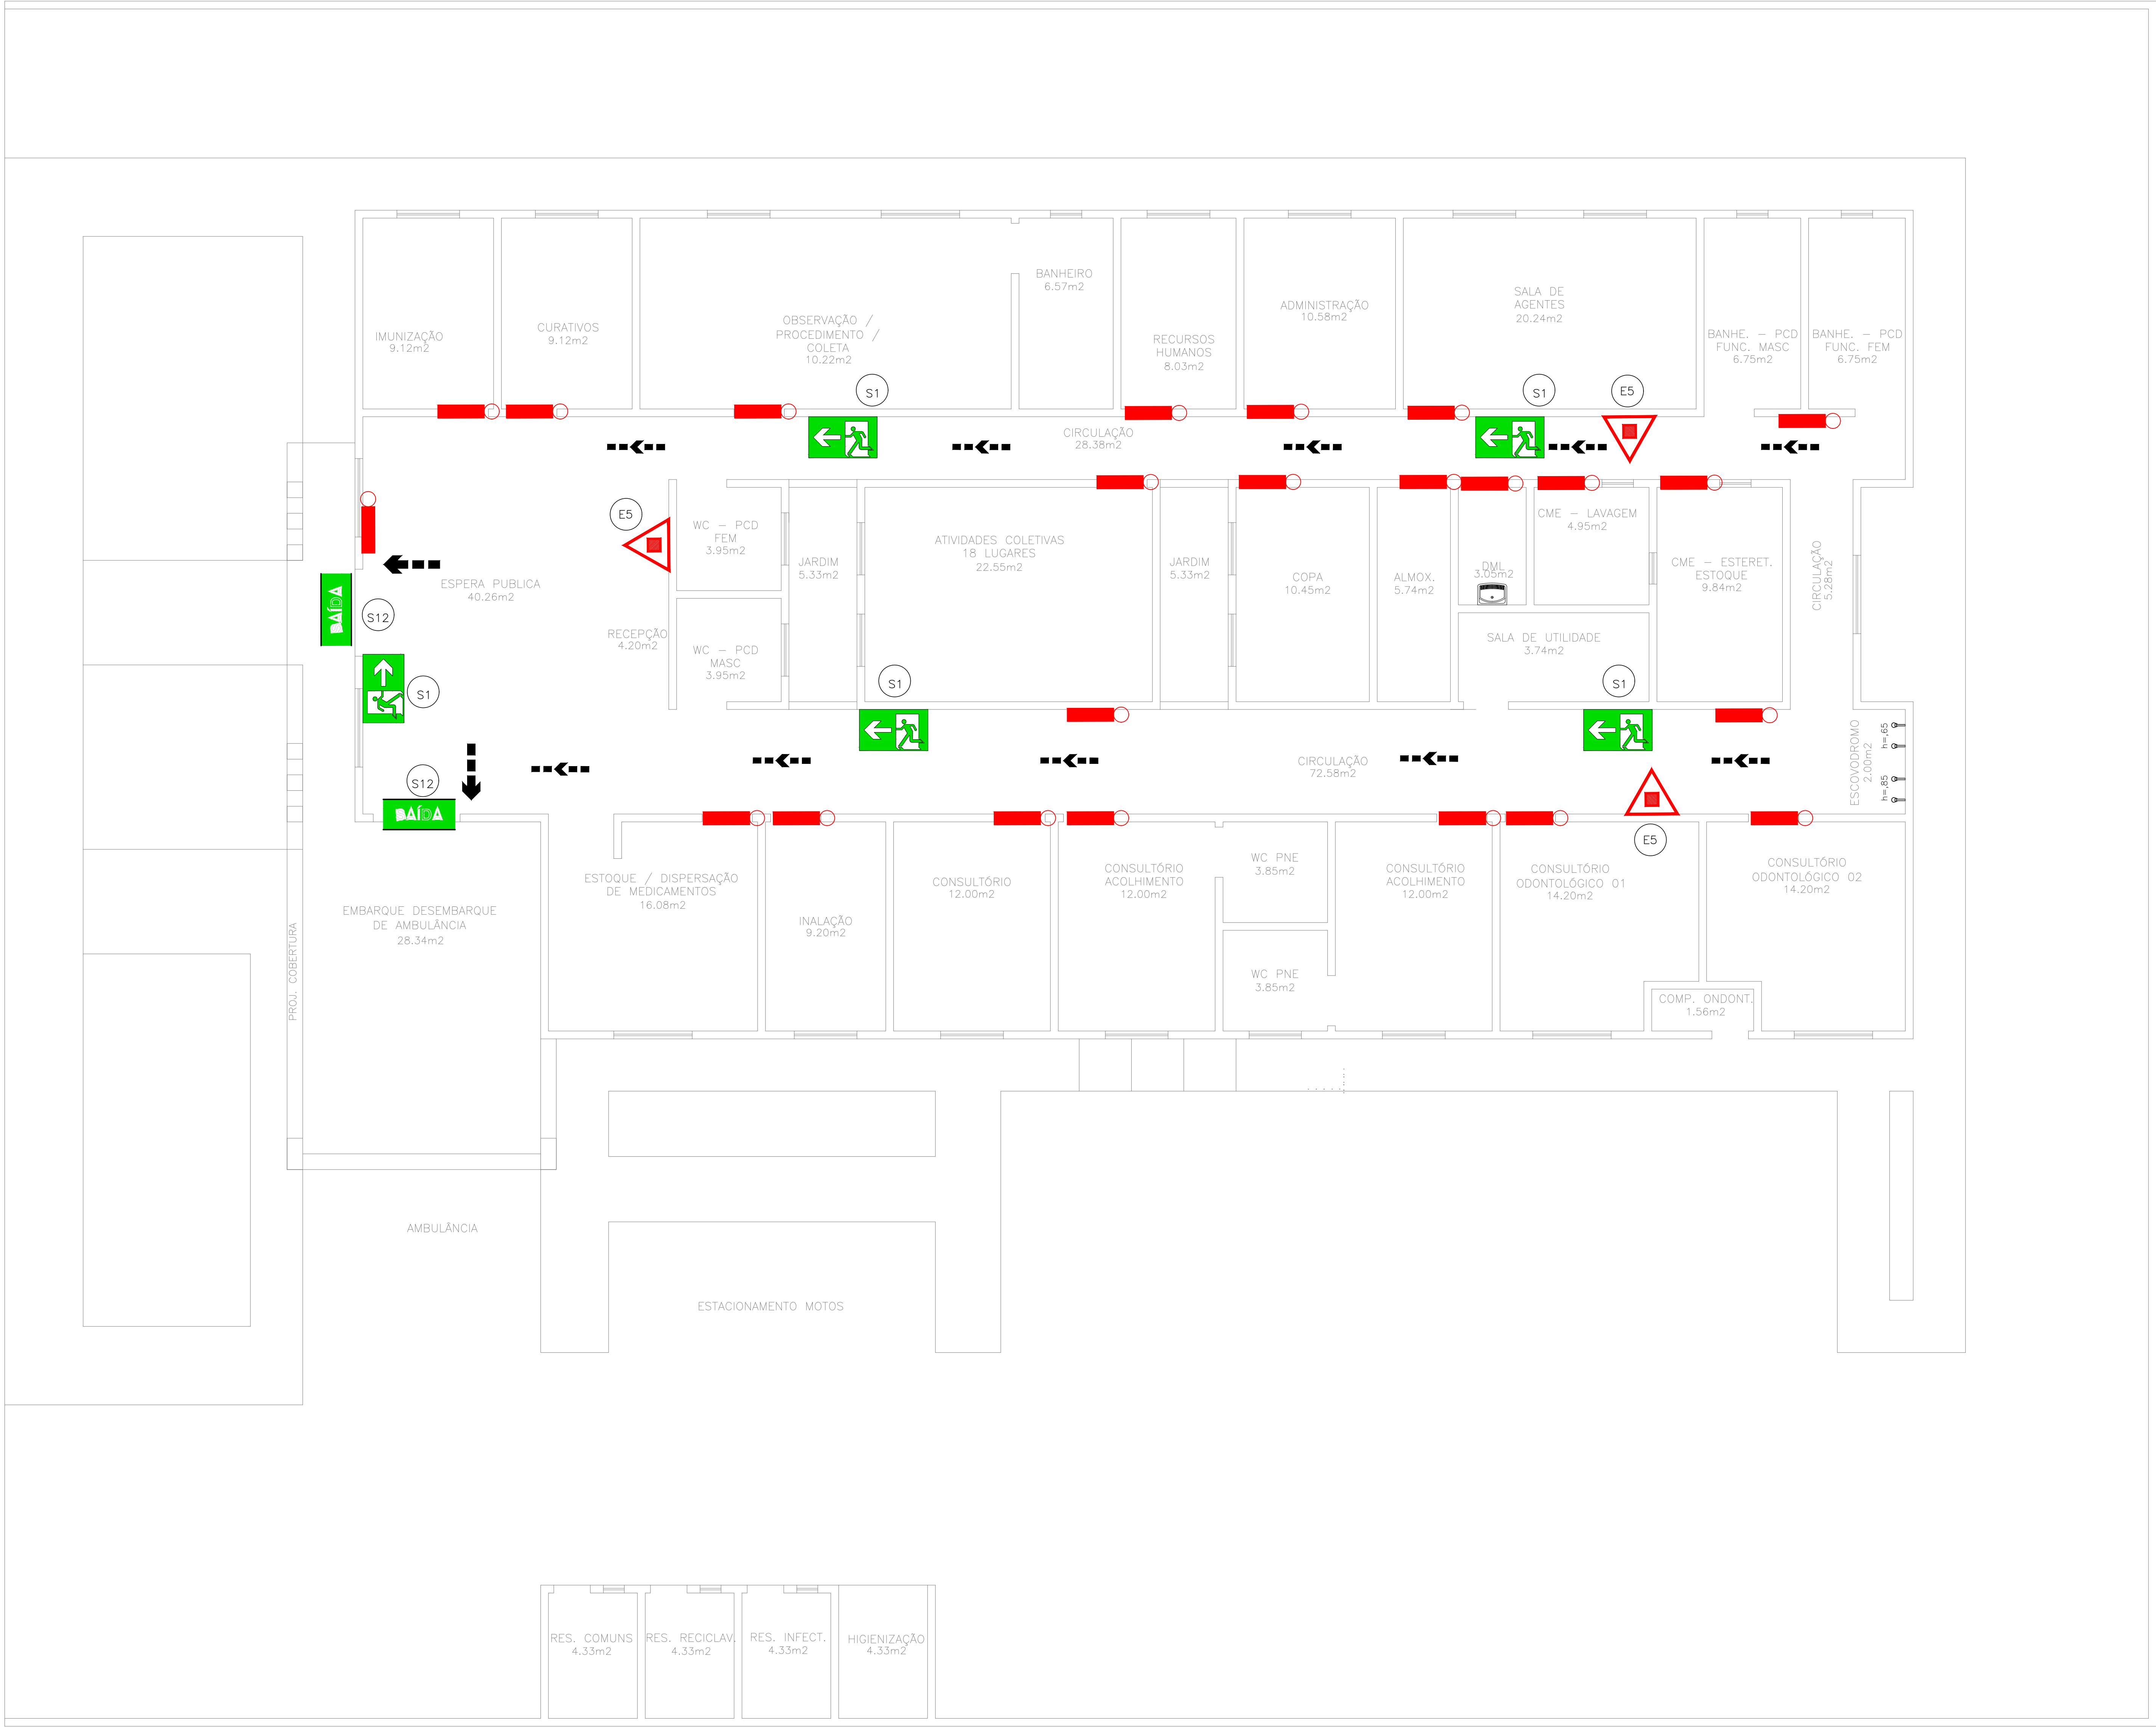 BANHEIRO
6.57m2
SALA DE
AGENTES
20.24m2
ADMINISTRAÇÃO
10.58m2
OBSERVAÇÃO /
PROCEDIMENTO /
COLETA
10.22m2
CURATIVOS
9.12m2
IMUNIZAÇÃO
9.12m2
RECURSOS
HUMANOS
8.03m2
BANHE. – PCD
FUNC. MASC
6.75m2
BANHE. – PCD
FUNC. FEM
6.75m2
S1
S1
E5
CIRCULAÇÃO
28.38m2
E5
WC – PCD
FEM
3.95m2
JARDIM
5.33m2
ATIVIDADES COLETIVAS
18 LUGARES
22.55m2
JARDIM
5.33m2
COPA
10.45m2
ALMOX.
5.74m2
DML
3.05m2
CME – LAVAGEM
4.95m2
CME – ESTERET.
ESTOQUE
9.84m2
CIRCULAÇÃO
5.28m2
ESPERA PUBLICA
40.26m2
SAÍDA
S12
RECEPÇÃO
4.20m2
WC – PCD
MASC
3.95m2
SALA DE UTILIDADE
3.74m2
S1
S1
S1
CIRCULAÇÃO
72.58m2
ESCOVODROMO
2.00m2
h=,65
h=,85
S12
SAÍDA
E5
ESTOQUE / DISPERSAÇÃO
DE MEDICAMENTOS
16.08m2
INALAÇÃO
9.20m2
CONSULTÓRIO
12.00m2
CONSULTÓRIO
ACOLHIMENTO
12.00m2
WC PNE
3.85m2
WC PNE
3.85m2
CONSULTÓRIO
ACOLHIMENTO
12.00m2
CONSULTÓRIO
ODONTOLÓGICO 01
14.20m2
CONSULTÓRIO
ODONTOLÓGICO 02
14.20m2
COMP. ONDONT.
1.56m2
EMBARQUE DESEMBARQUE
DE AMBULÂNCIA
28.34m2
PROJ. COBERTURA
AMBULÂNCIA
ESTACIONAMENTO MOTOS
RES. COMUNS
4.33m2
RES. RECICLAV.
4.33m2
RES. INFECT.
4.33m2
HIGIENIZAÇÃO
4.33m2